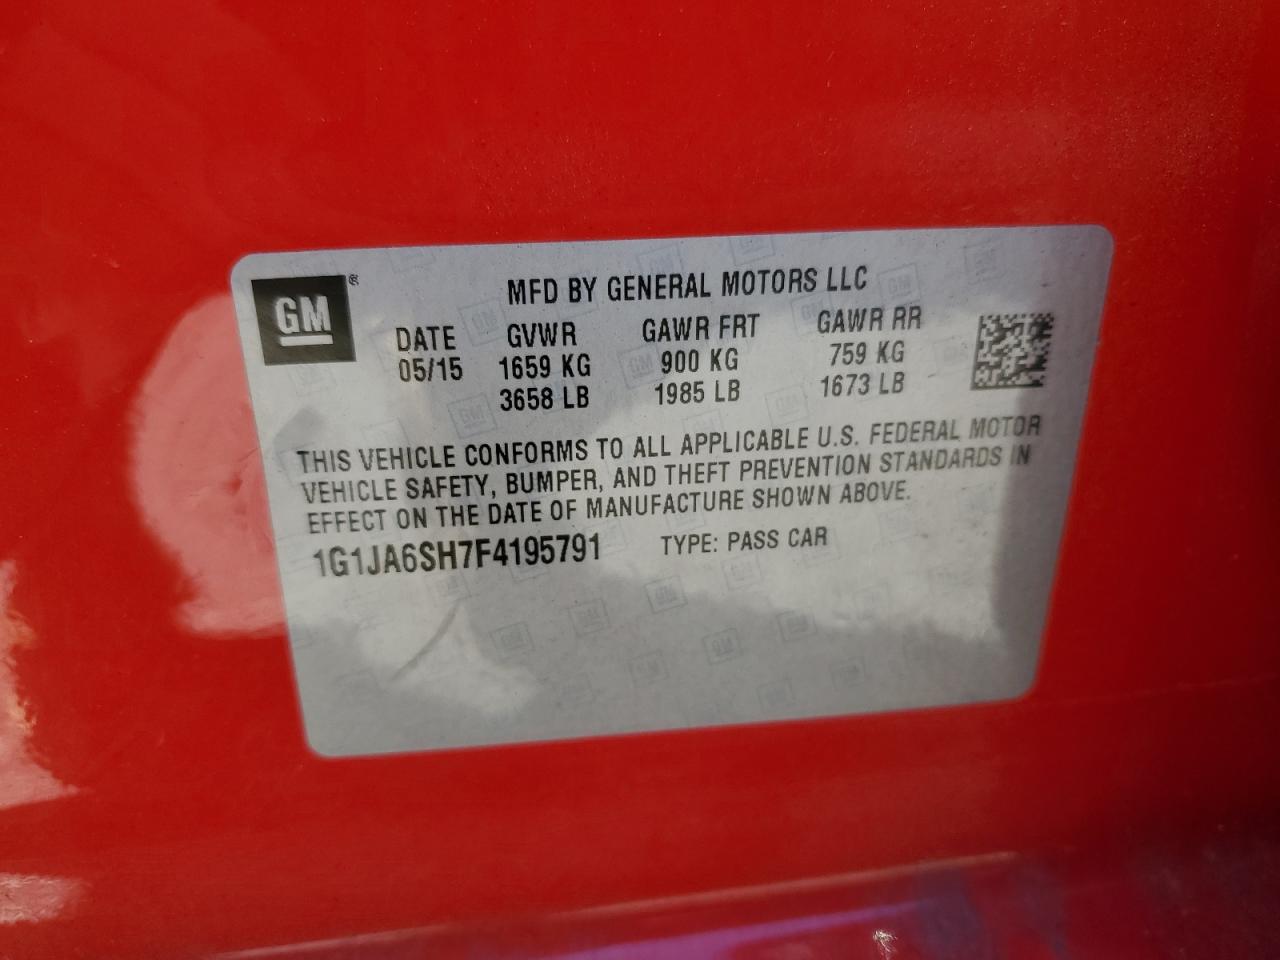 GM ®
MFD BY GENERAL MOTORS LLC
DATE GVWR GAWR FRT GAWR RR
05/15 1659 KG 900 KG 759 KG
3658 LB 1985 LB 1673 LB
THIS VEHICLE CONFORMS TO ALL APPLICABLE U.S. FEDERAL MOTOR
VEHICLE SAFETY, BUMPER, AND THEFT PREVENTION STANDARDS IN
EFFECT ON THE DATE OF MANUFACTURE SHOWN ABOVE.
1G1JA6SH7F4195791 TYPE: PASS CAR